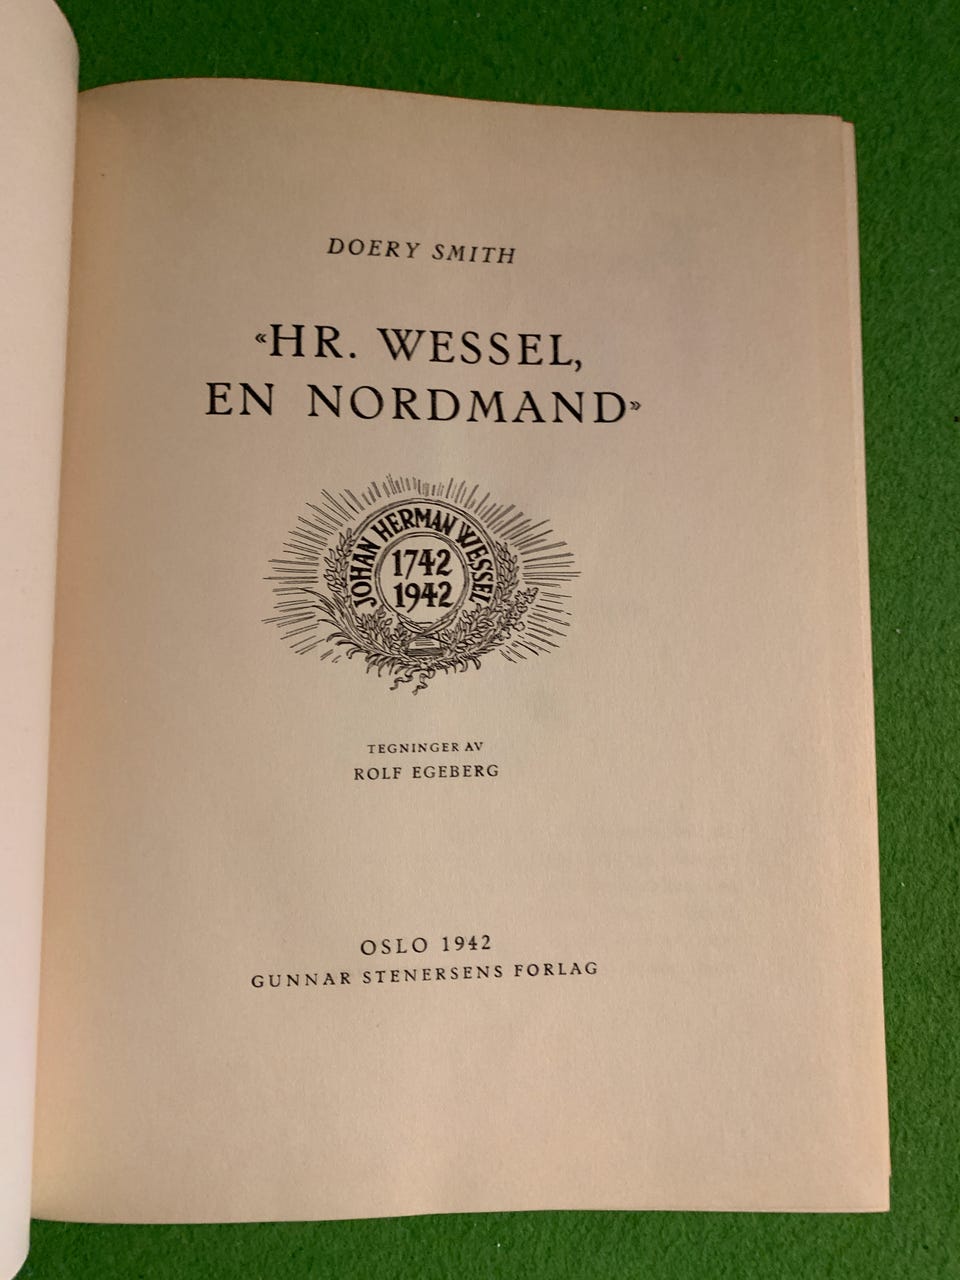 DOERY SMITH
«HR. WESSEL,
EN NORDMAND»
JOHAN HERMAN WESSEL
1742
1942
TEGNINGER AV
ROLF EGEBERG
OSLO 1942
GUNNAR STENERSENS FORLAG